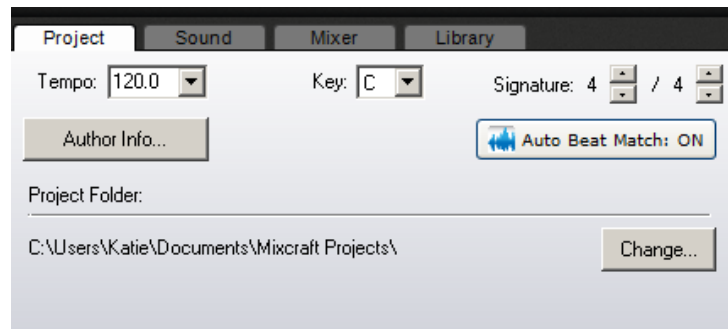 Project Sound Mixer Library
Tempo: 120.0 Key: C Signature: 4 / 4
Author Info... Auto Beat Match: ON
Project Folder:
C:\Users\Katie\Documents\Mixcraft Projects\ Change...